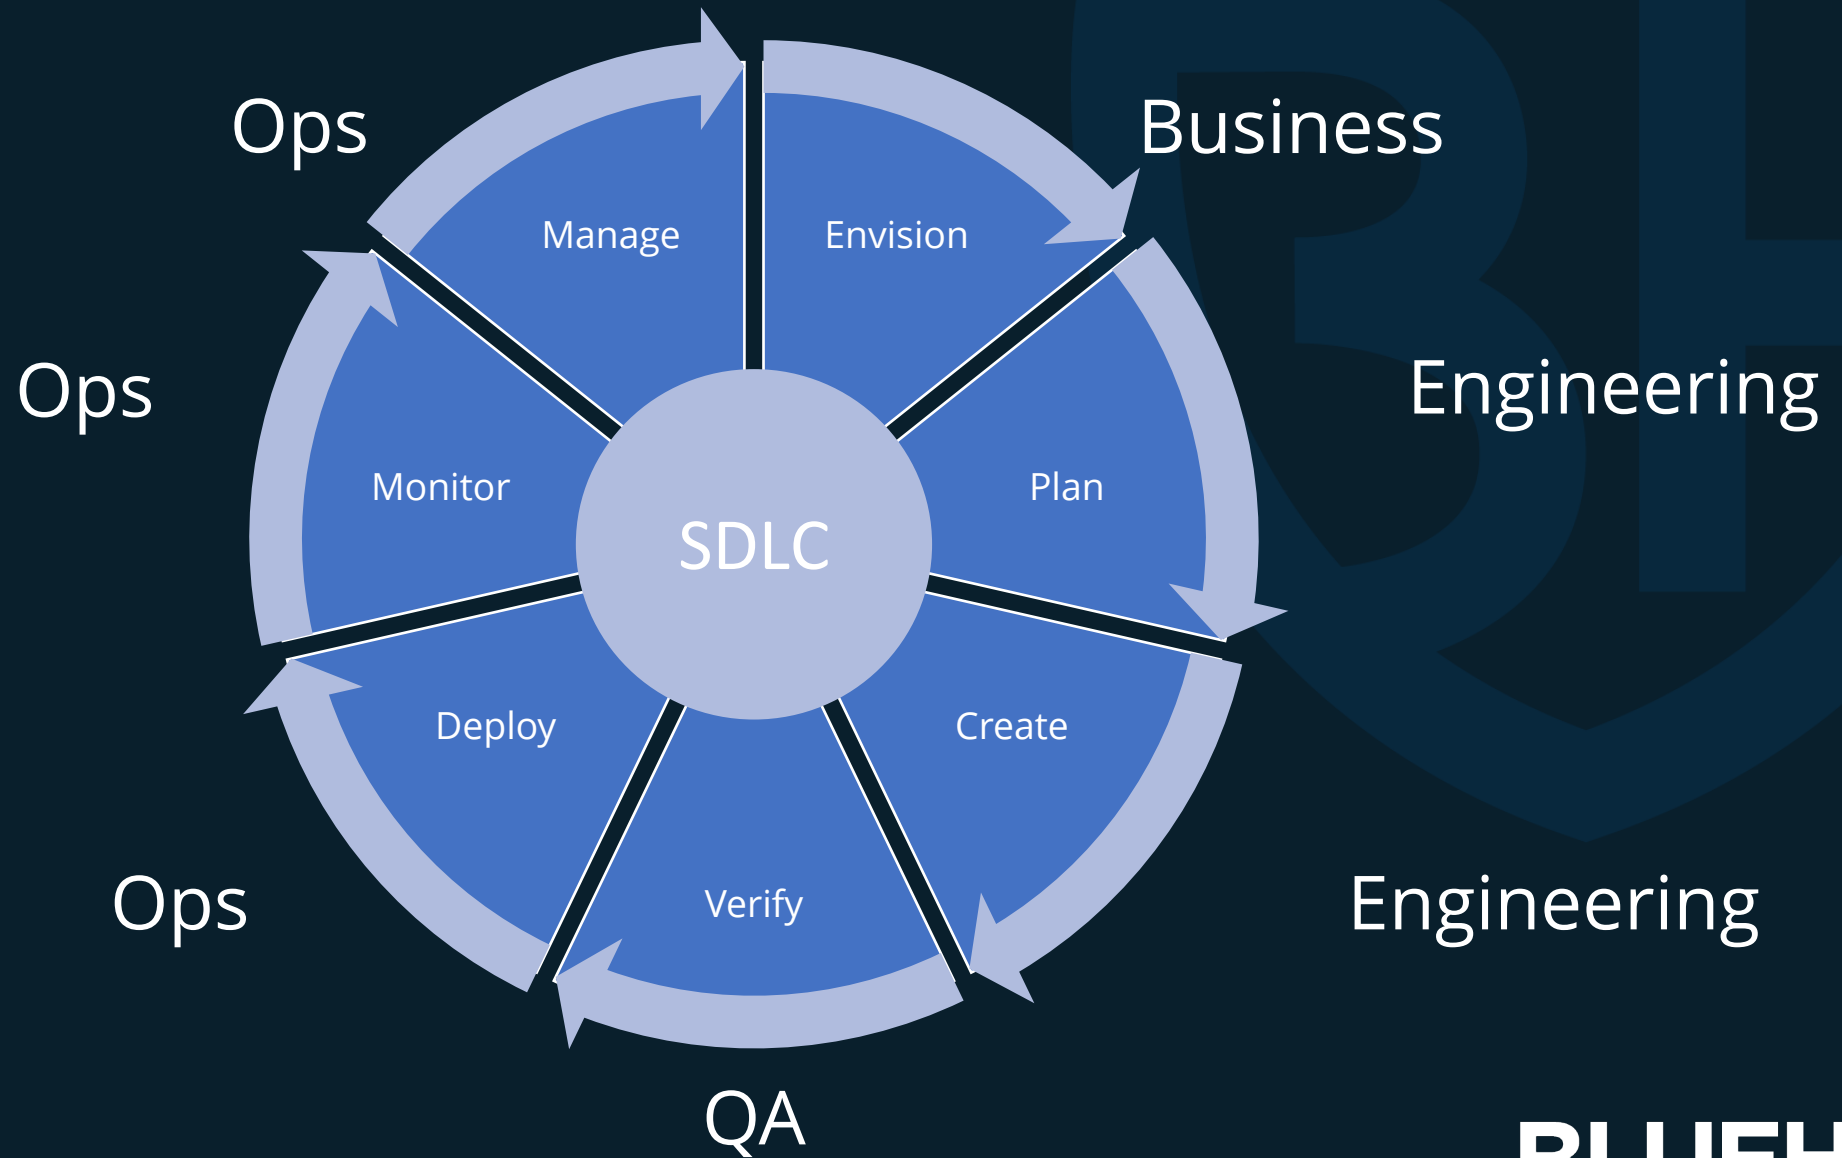 Ops
Business
Manage
Envision
Ops
Engineering
Monitor
Plan
SDLC
Deploy
Create
Ops
Verify
Engineering
QA